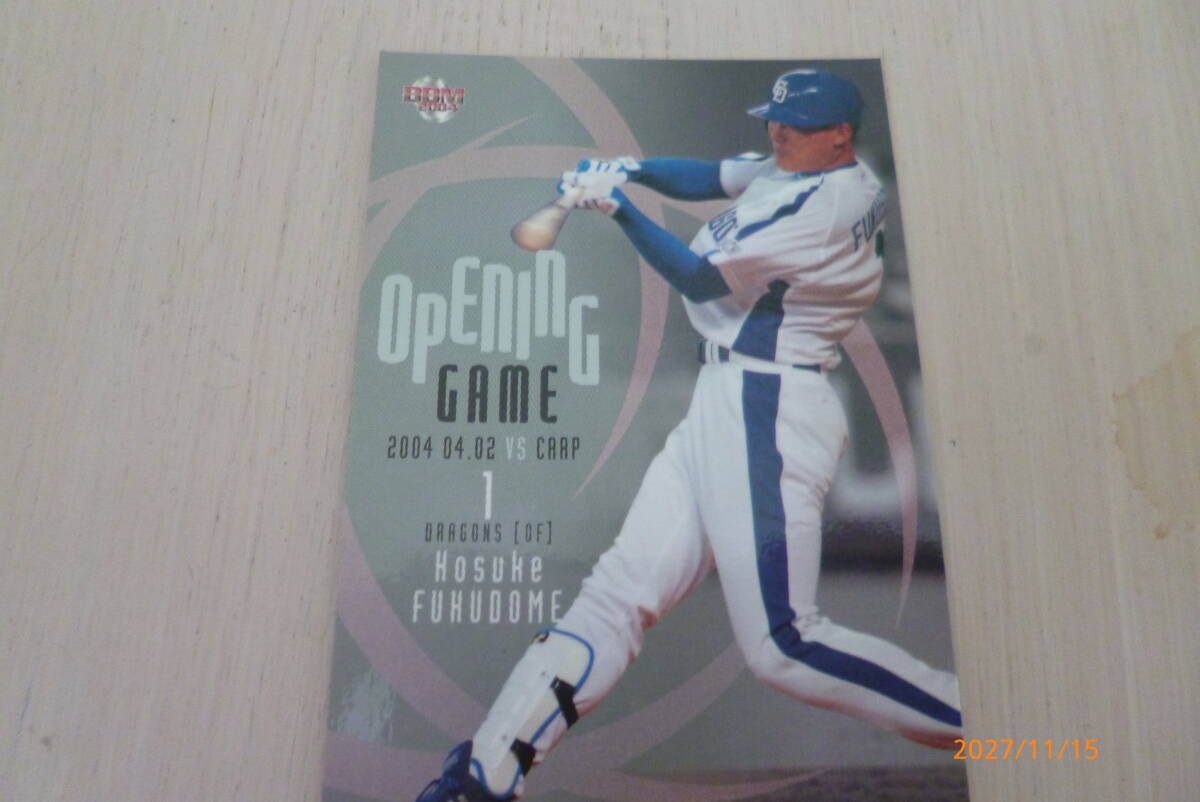 BBM
2004
OPENING
GAME
2004 04.02 VS CARP
1
DRAGONS [OF]
Kosuke
FUKUDOME
2027/11/15